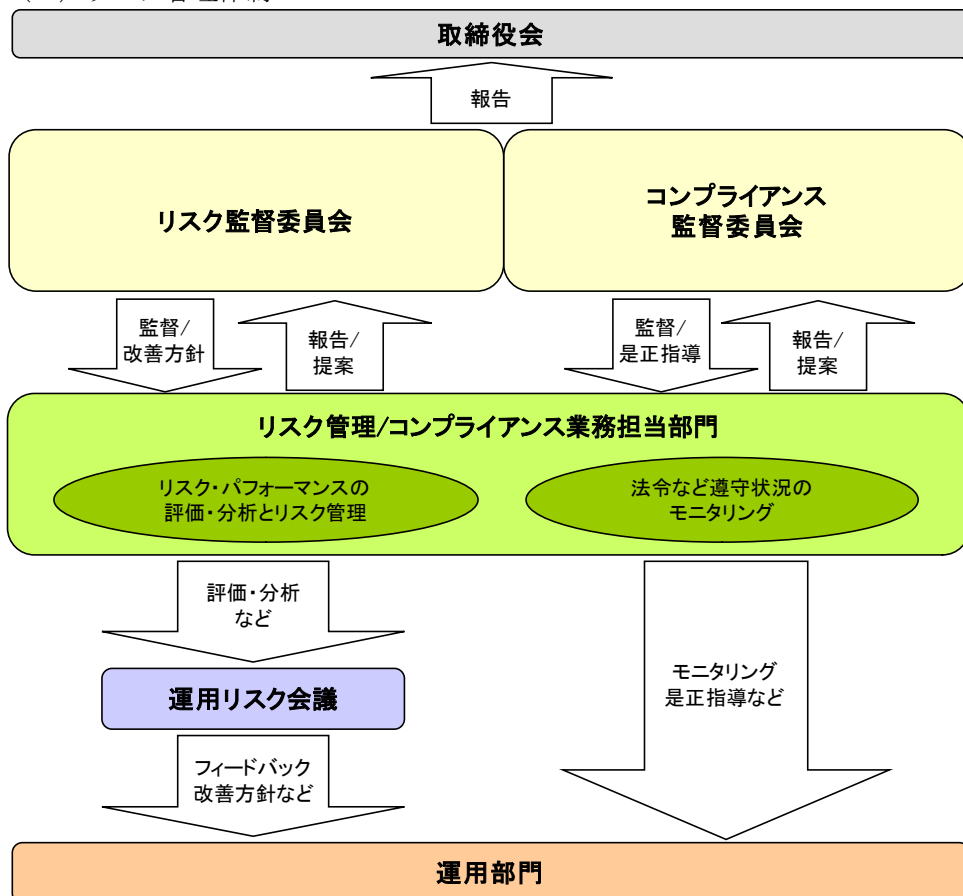 取締役会
報告
リスク監督委員会
コンプライアンス
監督委員会
監督/
改善方針
報告/
提案
監督/
是正指導
報告/
提案
リスク管理/コンプライアンス業務担当部門
リスク・パフォーマンスの
評価・分析とリスク管理
法令など遵守状況の
モニタリング
評価・分析
など
運用リスク会議
モニタリング
是正指導など
フィードバック
改善方針など
運用部門